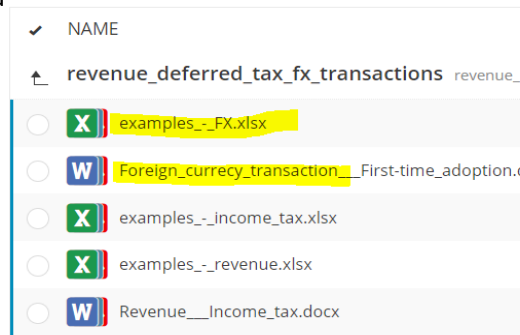 NAME
revenue_deferred_tax_fx_transactions revenue_
examples_-_FX.xlsx
Foreign_currecy_transaction___First-time_adoption.
examples_-_income_tax.xlsx
examples_-_revenue.xlsx
Revenue___Income_tax.docx